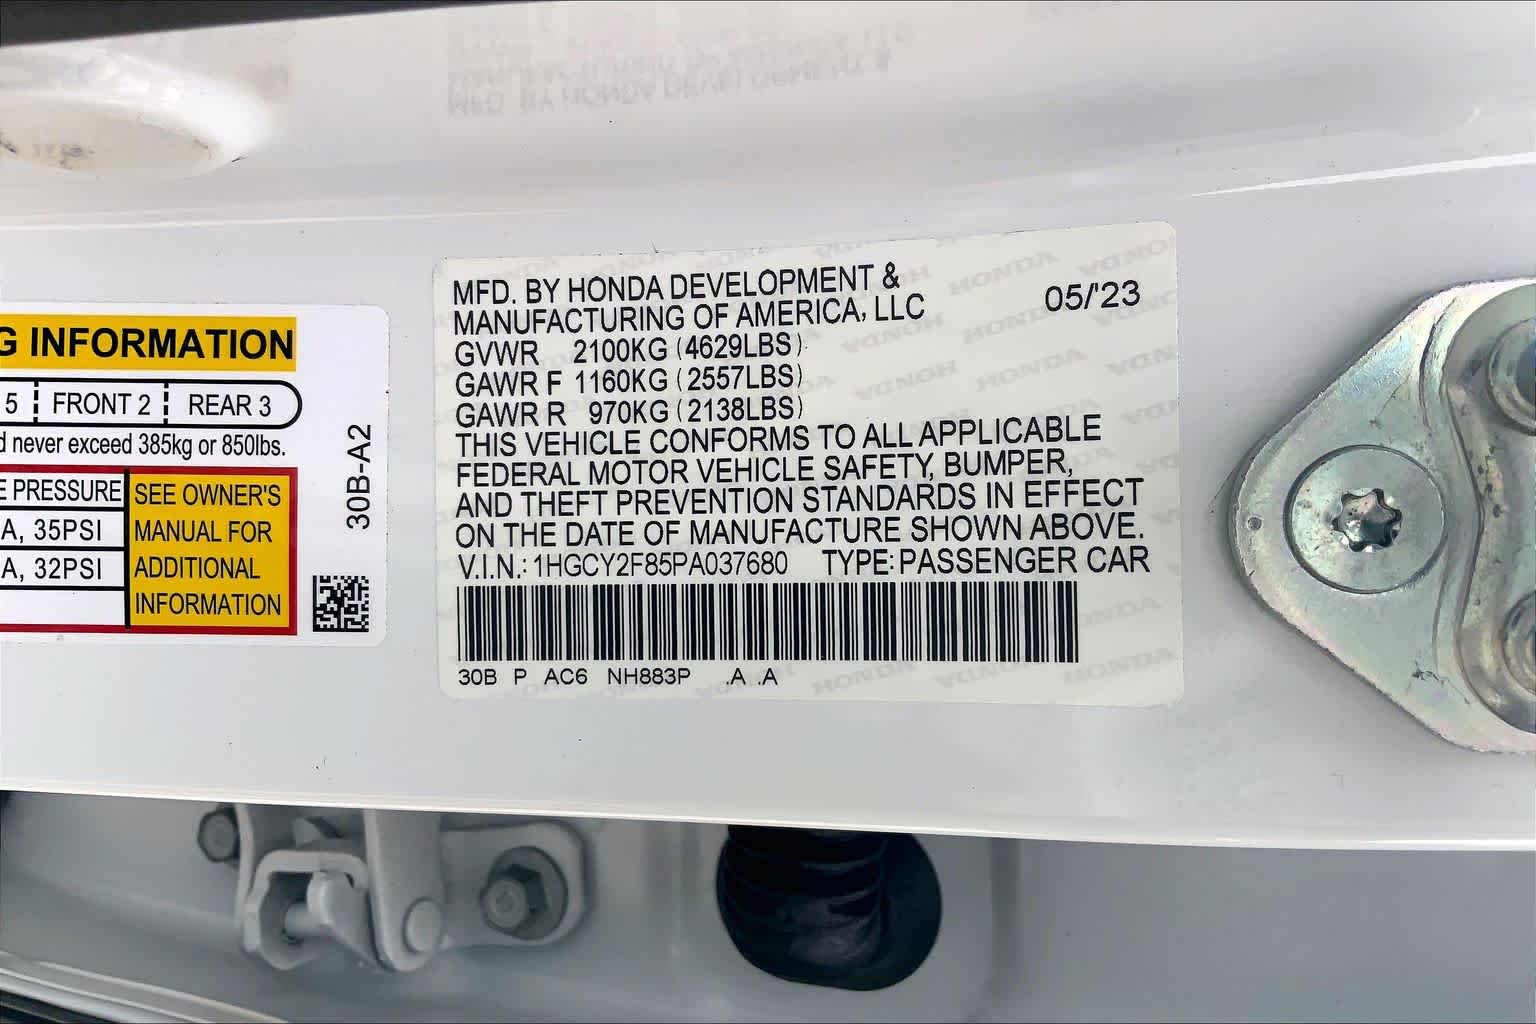 G INFORMATION
5 FRONT 2 REAR 3
never exceed 385kg or 850lbs.
E PRESSURE
A, 35PSI
A, 32PSI
SEE OWNER'S
MANUAL FOR
ADDITIONAL
INFORMATION
30B-A2
MFD. BY HONDA DEVELOPMENT &
MANUFACTURING OF AMERICA, LLC
05/'23
GVWR 2100KG (4629LBS)
GAWR F 1160KG (2557LBS)
GAWR R 970KG (2138LBS)
THIS VEHICLE CONFORMS TO ALL APPLICABLE
FEDERAL MOTOR VEHICLE SAFETY, BUMPER,
AND THEFT PREVENTION STANDARDS IN EFFECT
ON THE DATE OF MANUFACTURE SHOWN ABOVE.
V.I.N.: 1HGCY2F85PA037680 TYPE: PASSENGER CAR
30B P AC6 NH883P .A .A